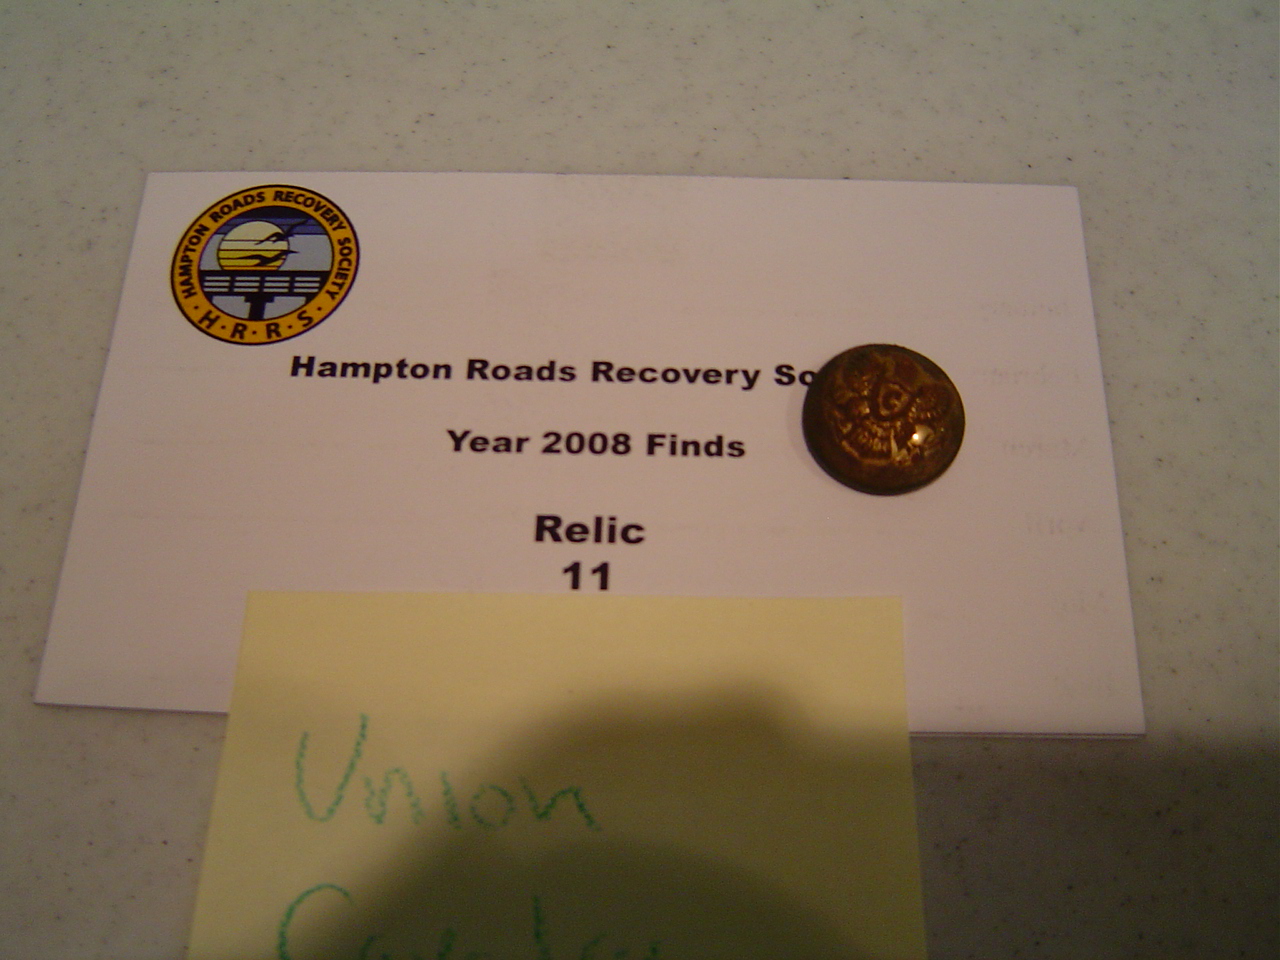 HAMPTON ROADS RECOVERY SOCIETY
· H · R · R · S ·
Hampton Roads Recovery So
Year 2008 Finds
Relic
11
Union